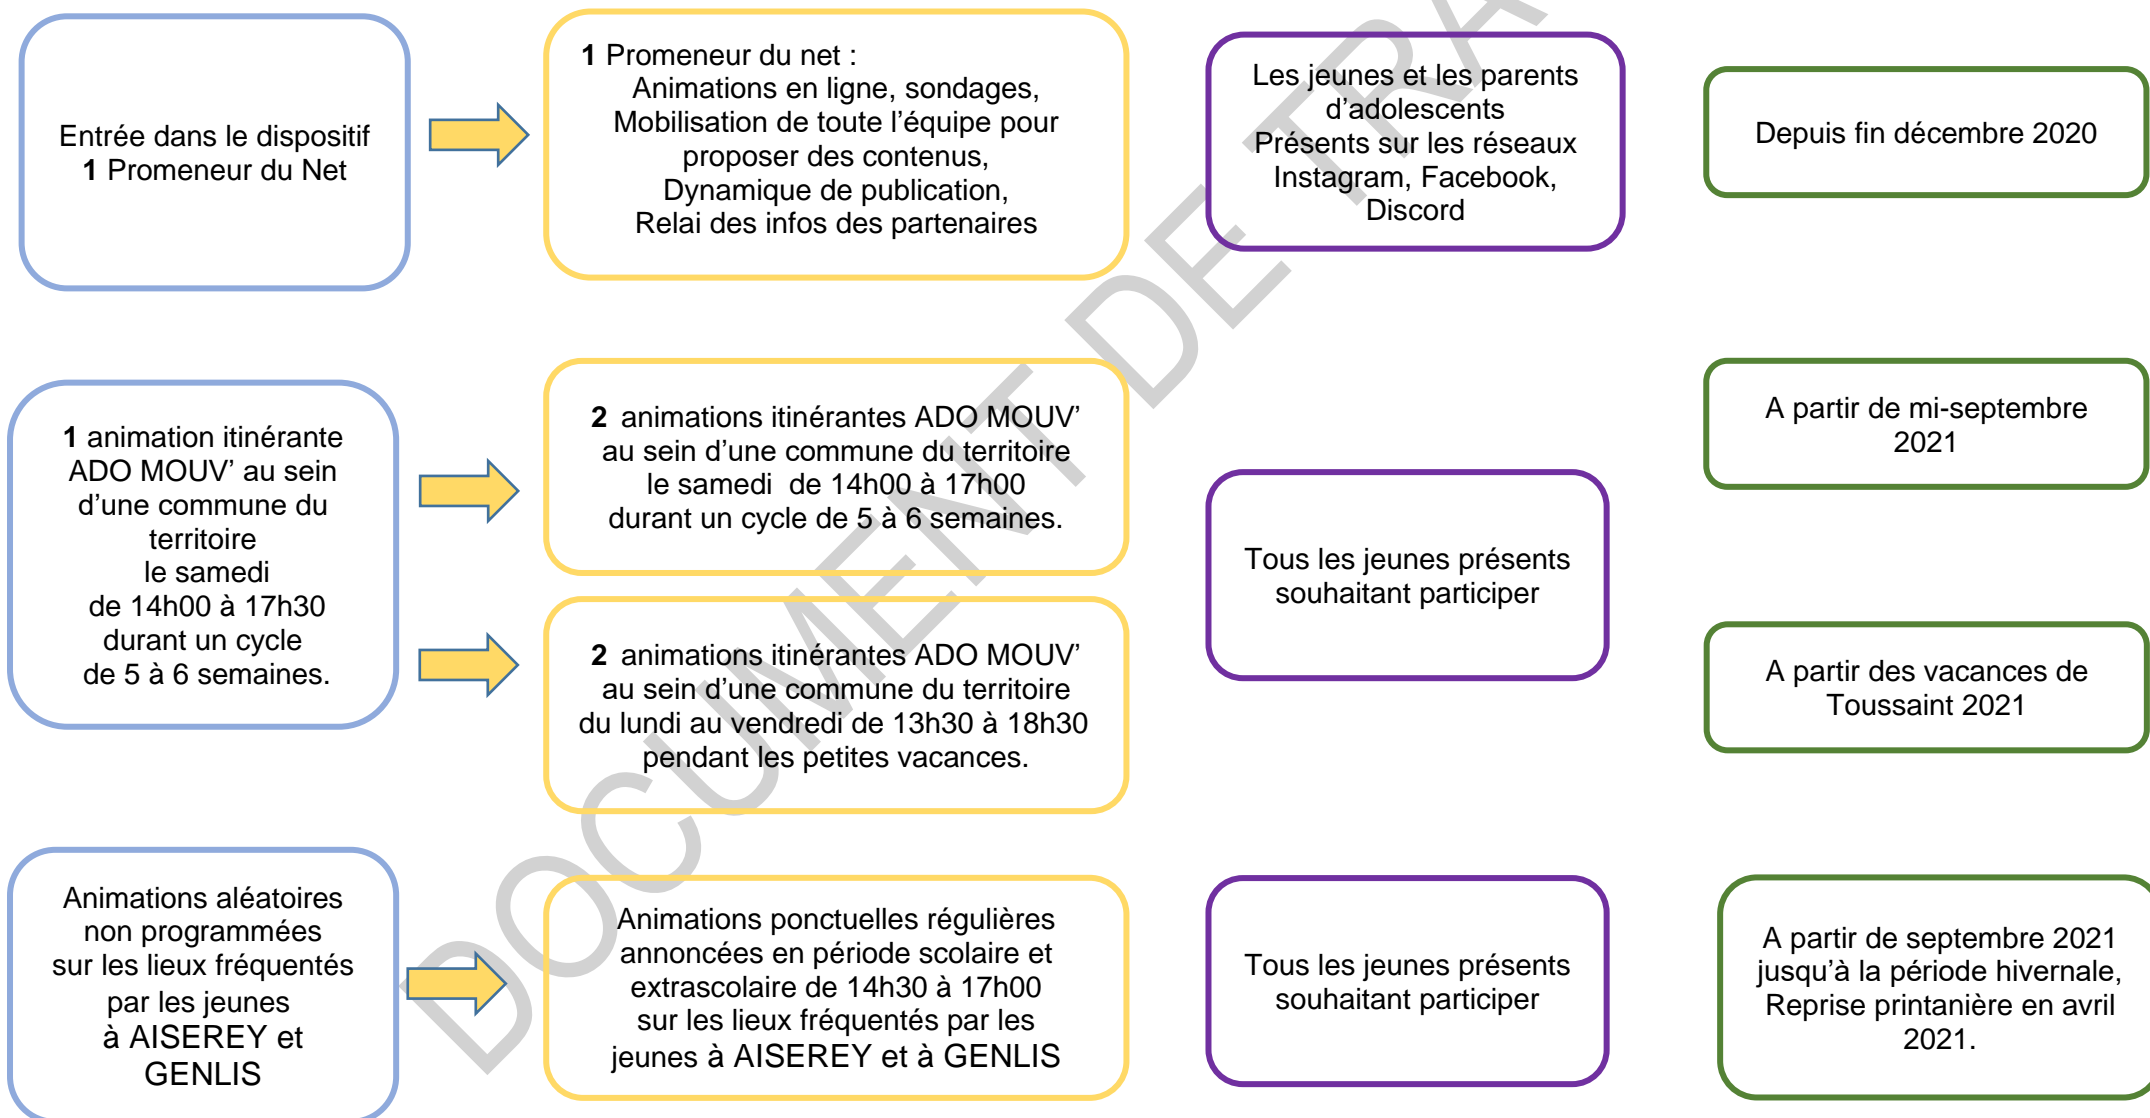 Entrée dans le dispositif
1 Promeneur du Net
1 Promeneur du net :
Animations en ligne, sondages,
Mobilisation de toute l’équipe pour
proposer des contenus,
Dynamique de publication,
Relai des infos des partenaires
Les jeunes et les parents
d’adolescents
Présents sur les réseaux
Instagram, Facebook,
Discord
Depuis fin décembre 2020
1 animation itinérante
ADO MOUV’ au sein
d’une commune du
territoire
le samedi
de 14h00 à 17h30
durant un cycle
de 5 à 6 semaines.
2 animations itinérantes ADO MOUV’
au sein d’une commune du territoire
le samedi de 14h00 à 17h00
durant un cycle de 5 à 6 semaines.
2 animations itinérantes ADO MOUV’
au sein d’une commune du territoire
du lundi au vendredi de 13h30 à 18h30
pendant les petites vacances.
Tous les jeunes présents
souhaitant participer
A partir de mi-septembre
2021
A partir des vacances de
Toussaint 2021
Animations aléatoires
non programmées
sur les lieux fréquentés
par les jeunes
à AISEREY et
GENLIS
Animations ponctuelles régulières
annoncées en période scolaire et
extrascolaire de 14h30 à 17h00
sur les lieux fréquentés par les
jeunes à AISEREY et à GENLIS
Tous les jeunes présents
souhaitant participer
A partir de septembre 2021
jusqu’à la période hivernale,
Reprise printanière en avril
2021.
DOCUMENT DE TRA